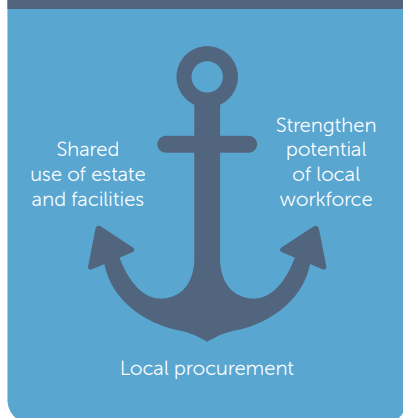 Shared
use of estate
and facilities
Strengthen
potential
of local
workforce
Local procurement